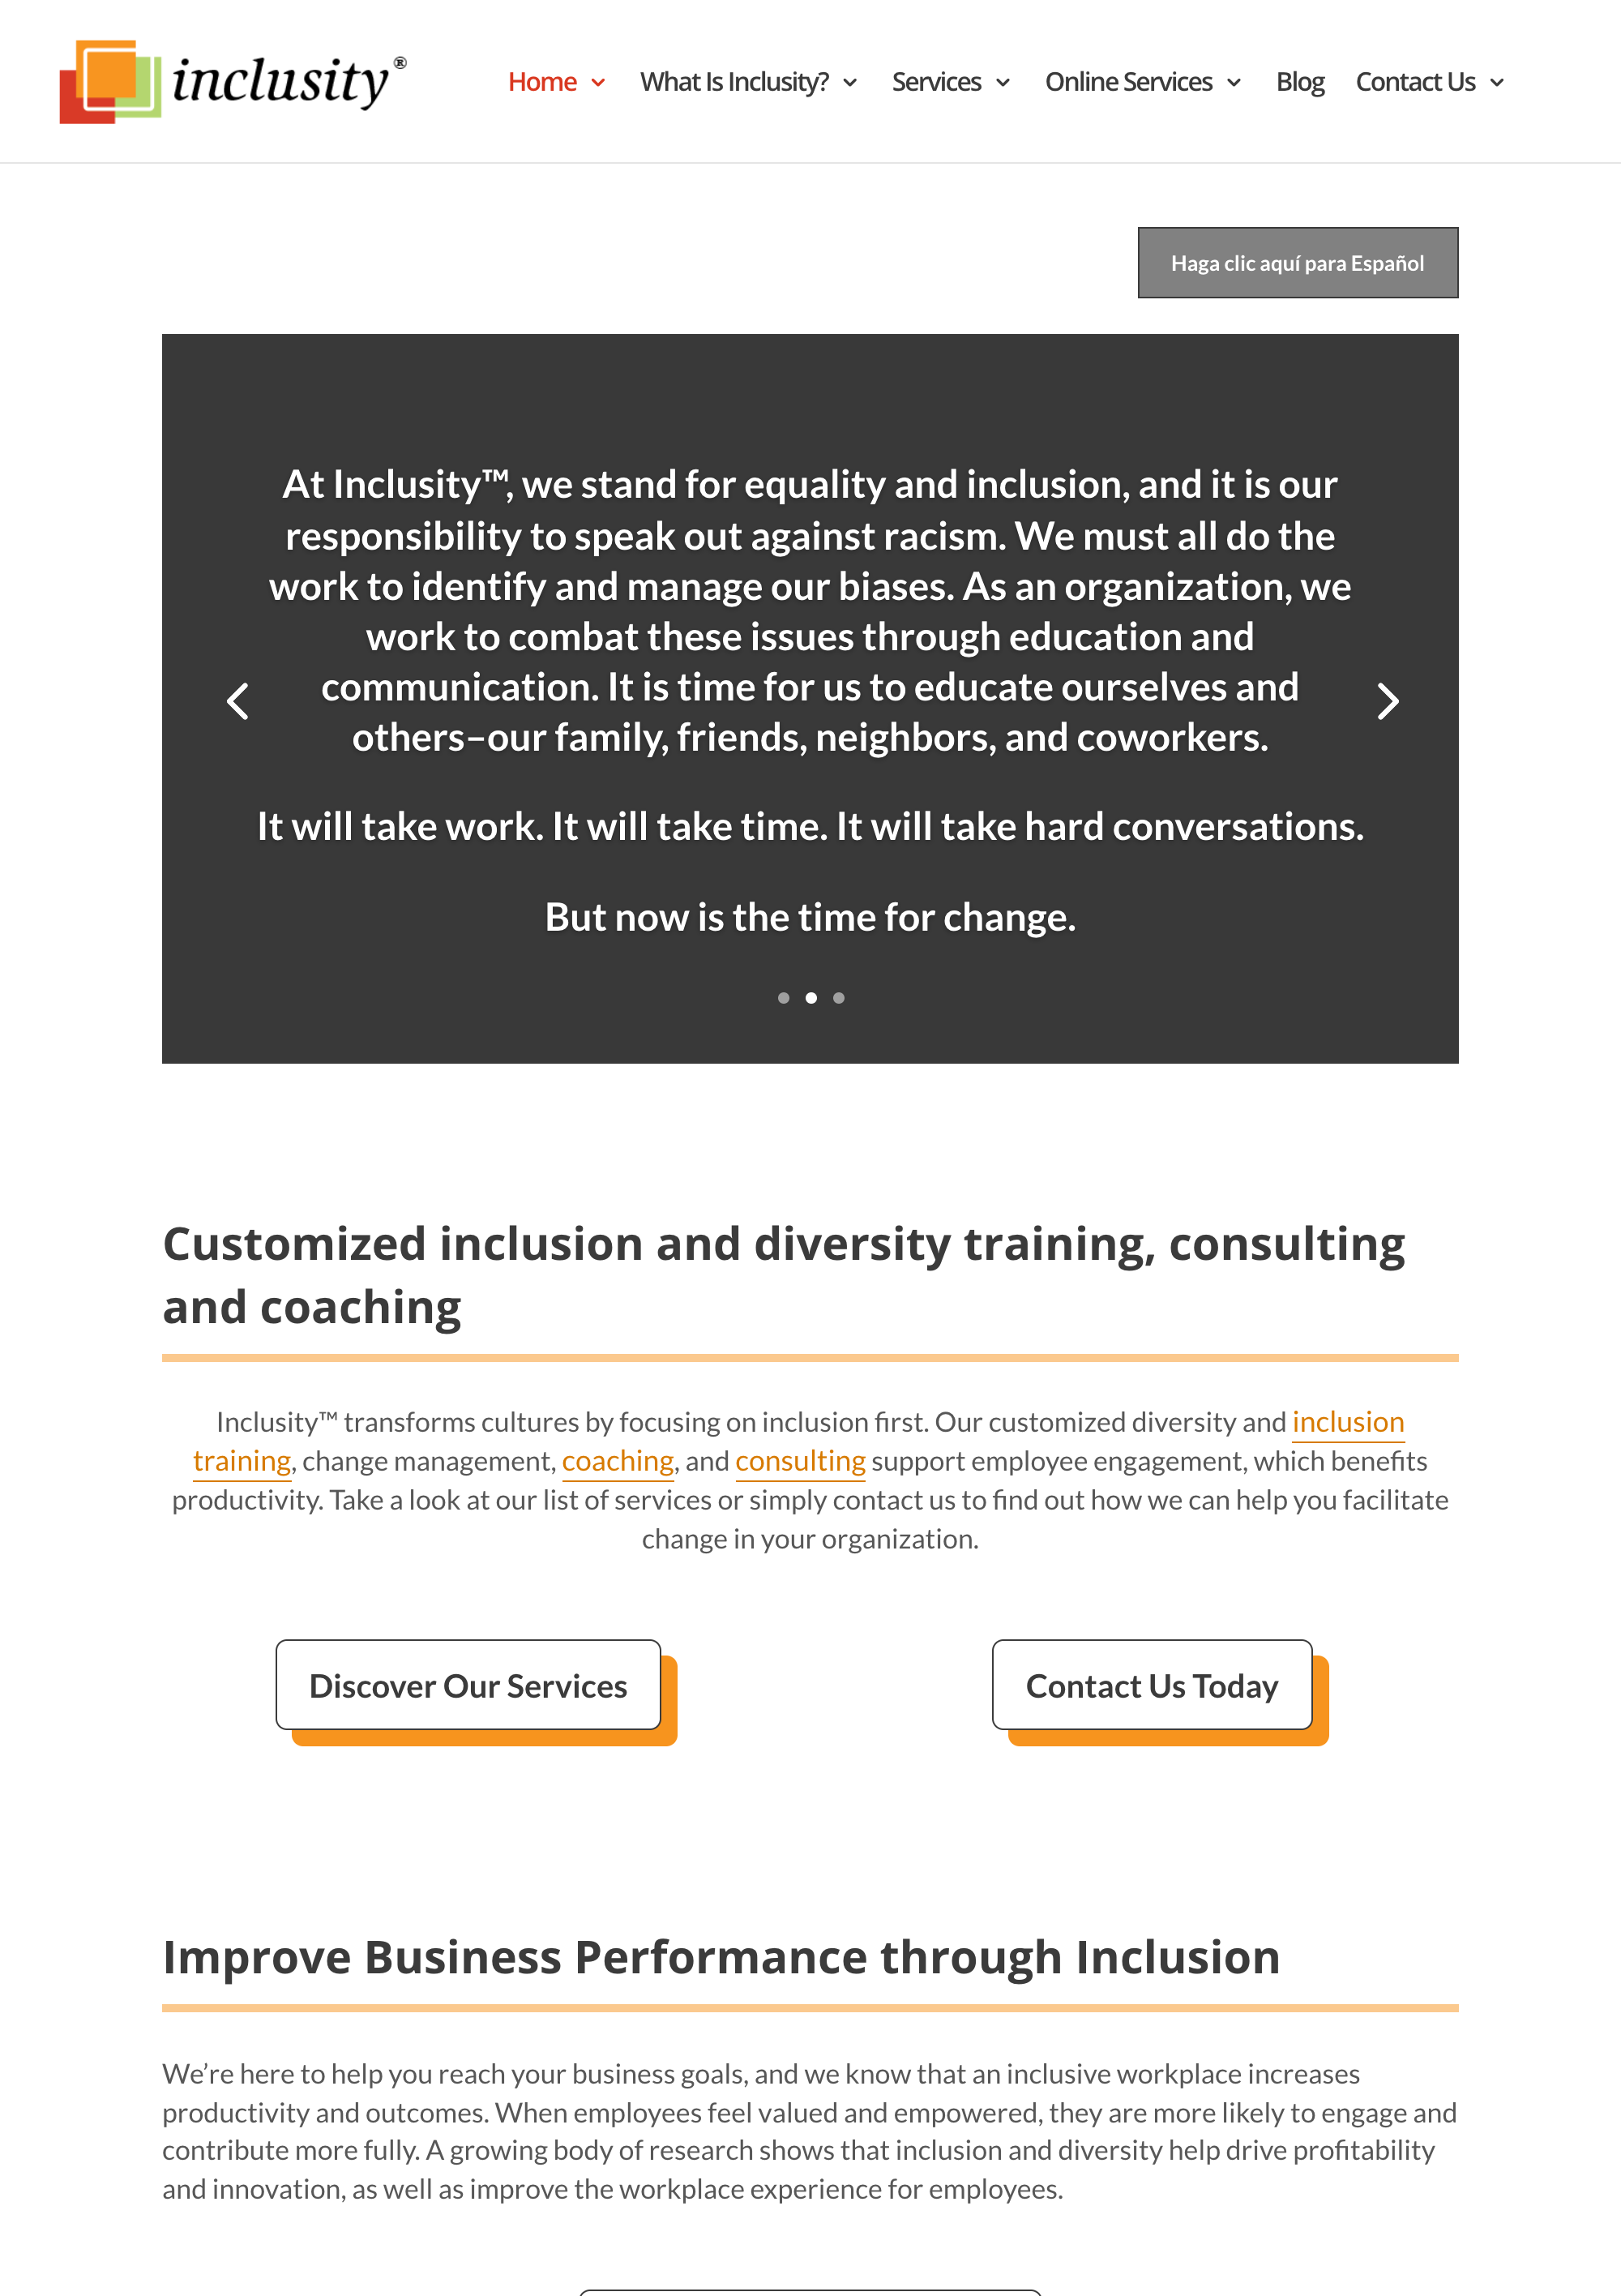 inclusity®
Home
What Is Inclusity?
Services
Online Services
Blog
Contact Us
Haga clic aquí para Español
At Inclusity™, we stand for equality and inclusion, and it is our
responsibility to speak out against racism. We must all do the
work to identify and manage our biases. As an organization, we
work to combat these issues through education and
communication. It is time for us to educate ourselves and
others–our family, friends, neighbors, and coworkers.
It will take work. It will take time. It will take hard conversations.
But now is the time for change.
Customized inclusion and diversity training, consulting
and coaching
Inclusity™ transforms cultures by focusing on inclusion first. Our customized diversity and inclusion
training, change management, coaching, and consulting support employee engagement, which benefits
productivity. Take a look at our list of services or simply contact us to find out how we can help you facilitate
change in your organization.
Discover Our Services
Contact Us Today
Improve Business Performance through Inclusion
We’re here to help you reach your business goals, and we know that an inclusive workplace increases
productivity and outcomes. When employees feel valued and empowered, they are more likely to engage and
contribute more fully. A growing body of research shows that inclusion and diversity help drive profitability
and innovation, as well as improve the workplace experience for employees.